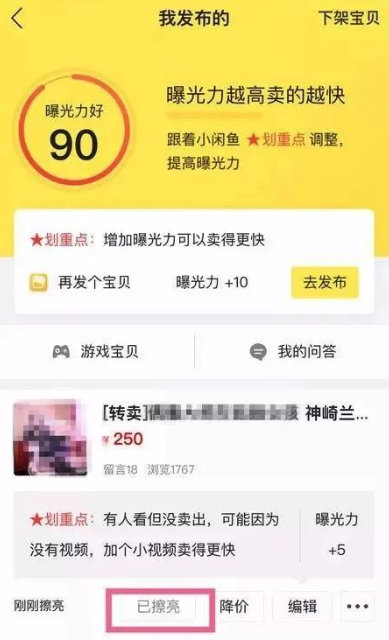 我发布的 下架宝贝
曝光力好
90
曝光力越高卖的越快
跟着小闲鱼 ★划重点 调整，
提高曝光力
★划重点：增加曝光力可以卖得更快
再发个宝贝 曝光力 +10 去发布
游戏宝贝 我的问答
[转卖] 神崎兰...
¥250
留言18 浏览1767
★划重点：有人看但没卖出，可能因为
没有视频，加个小视频卖得更快
曝光力
+5
刚刚擦亮 已擦亮 降价 编辑